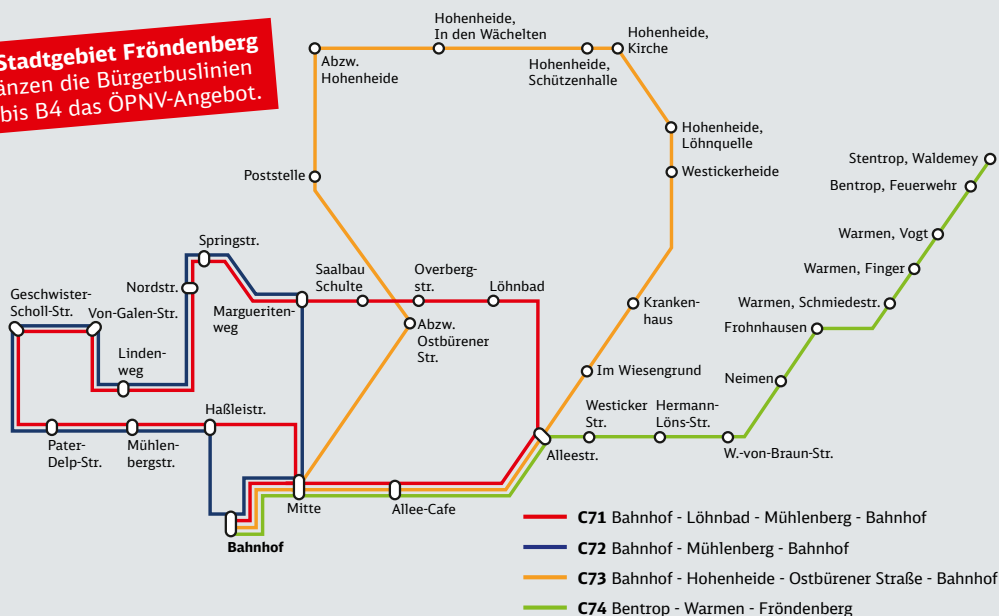 Stadtgebiet Fröndenberg
änzen die Bürgerbuslinien
bis B4 das ÖPNV-Angebot.
Abzw.
Hohenheide
Hohenheide,
In den Wächelten
Hohenheide,
Schützenhalle
Hohenheide,
Kirche
Hohenheide,
Löhnquelle
Westickerheide
Poststelle
Stentrop, Waldemey
Bentrop, Feuerwehr
Warmen, Vogt
Warmen, Finger
Warmen, Schmiedestr.
Frohnhausen
Neimen
Springstr.
Nordstr.
Margueriten-
weg
Saalbau
Schulte
Overberg-
str.
Löhnbad
Geschwister-
Scholl-Str.
Von-Galen-Str.
Linden-
weg
Abzw.
Ostbürener
Str.
Kranken-
haus
Im Wiesengrund
Haßleistr.
Pater-
Delp-Str.
Mühlen-
bergstr.
Westicker
Str.
Hermann-
Löns-Str.
Alleestr.
W.-von-Braun-Str.
Mitte
Allee-Cafe
Bahnhof
C71 Bahnhof - Löhnbad - Mühlenberg - Bahnhof
C72 Bahnhof - Mühlenberg - Bahnhof
C73 Bahnhof - Hohenheide - Ostbürener Straße - Bahnhof
C74 Bentrop - Warmen - Fröndenberg